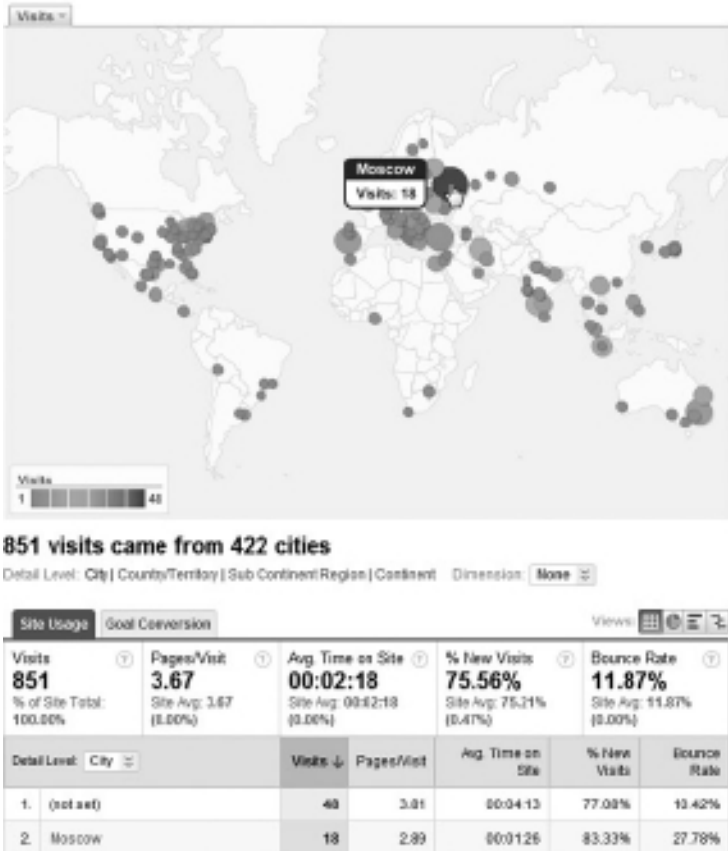 Visits
Moscow
Visits: 18
Visits
1 48
851 visits came from 422 cities
Detail Level: City | Country/Territory | Sub Continent Region | Continent Dimension: None
Site Usage Goal Conversion Views:
Visits
851
% of Site Total:
100.00%
Pages/Visit
3.67
Site Avg: 3.67
(0.00%)
Avg. Time on Site
00:02:18
Site Avg: 00:02:18
(0.00%)
% New Visits
75.56%
Site Avg: 75.21%
(0.47%)
Bounce Rate
11.87%
Site Avg: 11.87%
(0.00%)
Detail Level: City Visits Pages/Visit Avg. Time on Site % New Visits Bounce Rate
1. (not set) 48 3.81 00:04:13 77.08% 10.42%
2. Moscow 18 2.89 00:01:26 83.33% 27.78%